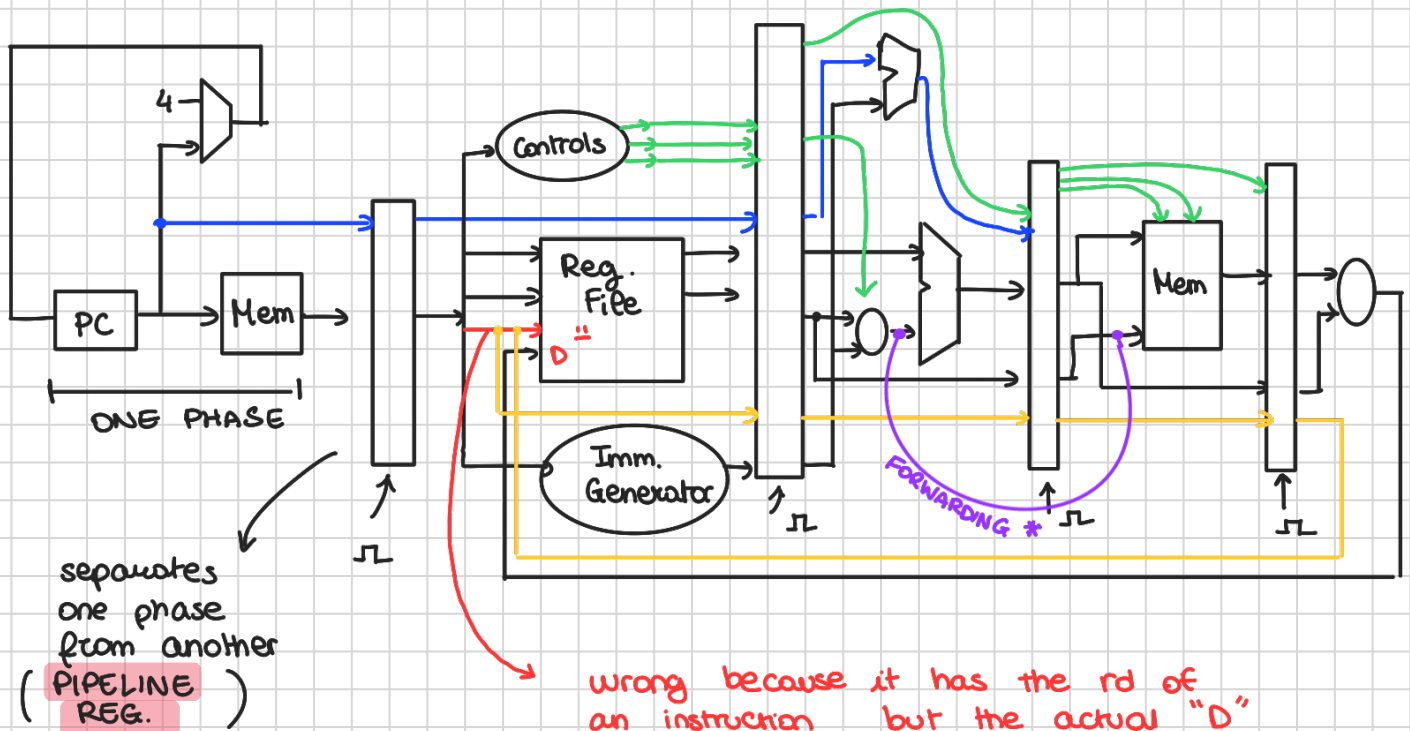 4
Controls
PC
Mem
Reg.
File
D
Mem
ONE PHASE
Imm.
Generator
FORWARDING *
separates
one phase
from another
( PIPELINE
REG. )
wrong because it has the rd of
an instruction but the actual "D"